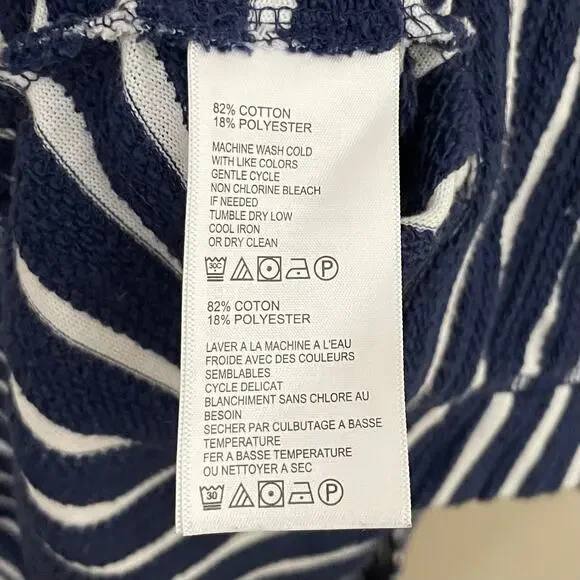 82% COTTON
18% POLYESTER
MACHINE WASH COLD
WITH LIKE COLORS
GENTLE CYCLE
NON CHLORINE BLEACH
IF NEEDED
TUMBLE DRY LOW
COOL IRON
OR DRY CLEAN
30C P
82% COTON
18% POLYESTER
LAVER A LA MACHINE A L'EAU
FROIDE AVEC DES COULEURS
SEMBLABLES
CYCLE DELICAT
BLANCHIMENT SANS CHLORE AU
BESOIN
SECHER PAR CULBUTAGE A BASSE
TEMPERATURE
FER A BASSE TEMPERATURE
OU NETTOYER A SEC
30 P